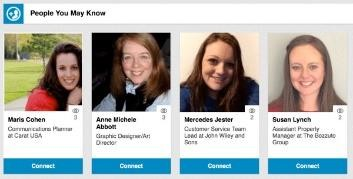 People You May Know
Maris Cohen
3
Communications Planner
at Carat USA
Connect
Anne Michele
Abbott
3
Graphic Designer/Art
Director
Connect
Mercedes Jester
2
Customer Service Team
Lead at John Wiley and
Sons
Connect
Susan Lynch
2
Assistant Property
Manager at The Bozzuto
Group
Connect